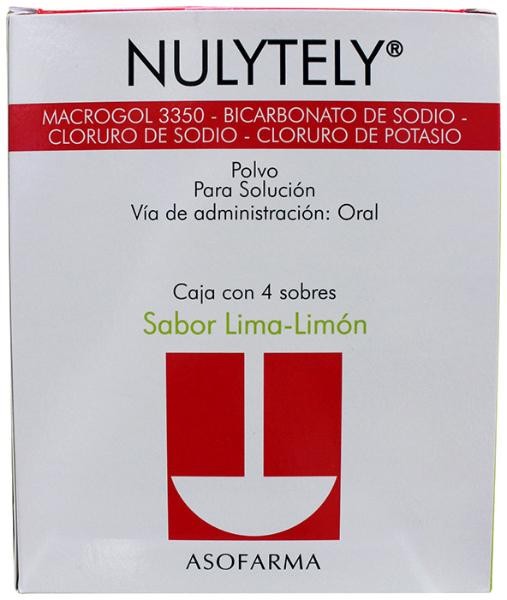 NULYTELY®
MACROGOL 3350 - BICARBONATO DE SODIO -
CLORURO DE SODIO - CLORURO DE POTASIO
Polvo
Para Solución
Vía de administración: Oral
Caja con 4 sobres
Sabor Lima-Limón
ASOFARMA